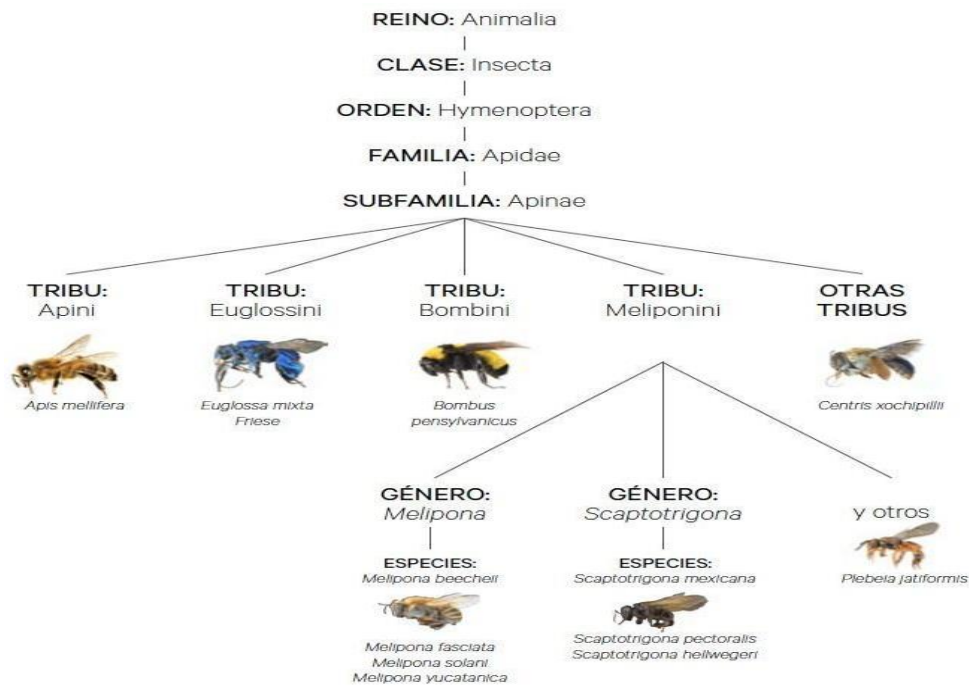 REINO: Animalia
CLASE: Insecta
ORDEN: Hymenoptera
FAMILIA: Apidae
SUBFAMILIA: Apinae
TRIBU:
Apini
Apis mellifera
TRIBU:
Euglossini
Euglossa mixta
Friese
TRIBU:
Bombini
Bombus
pensylvanicus
TRIBU:
Meliponini
OTRAS
TRIBUS
Centris xochipillii
GÉNERO:
Melipona
ESPECIES:
Melipona beecheii
Melipona fasciata
Melipona solani
Melipona yucatanica
GÉNERO:
Scaptotrigona
ESPECIES:
Scaptotrigona mexicana
Scaptotrigona pectoralis
Scaptotrigona hellwegeri
y otros
Plebeia jatiformis